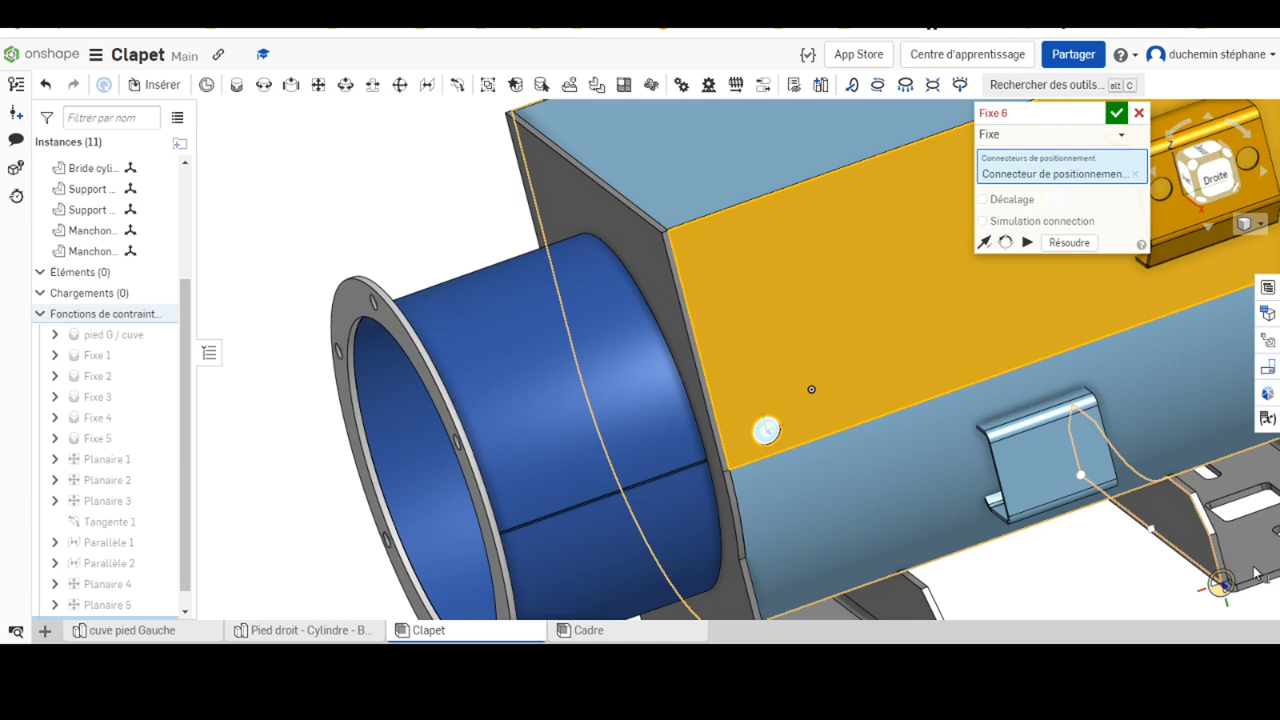 onshape Clapet Main
App Store Centre d'apprentissage Partager duchemin stéphane
Insérer Rechercher des outils... alt C
Filtrer par nom
Instances (11)
Bride cyli...
Support ...
Support ...
Manchon...
Manchon...
Éléments (0)
Chargements (0)
Fonctions de contraint...
pied G / cuve
Fixe 1
Fixe 2
Fixe 3
Fixe 4
Fixe 5
Planaire 1
Planaire 2
Planaire 3
Tangente 1
Parallèle 1
Parallèle 2
Planaire 4
Planaire 5
Fixe 6
Fixe
Connecteurs de positionnement
Connecteur de positionnemen...
Décalage
Simulation connection
Résoudre
Z
Droite
X
cuve pied Gauche Pied droit - Cylindre - B... Clapet Cadre